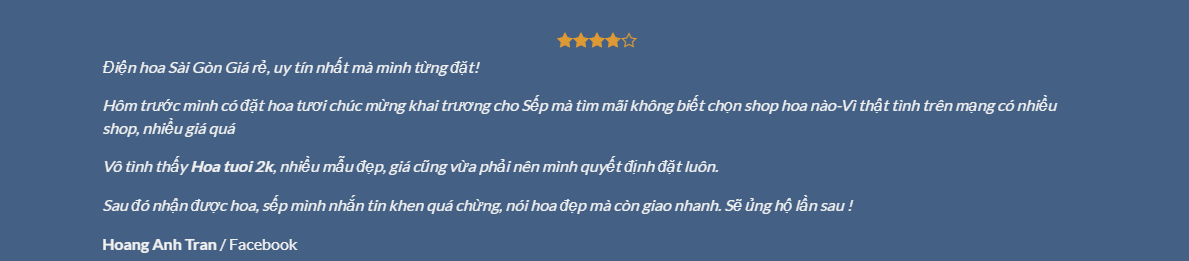 Điện hoa Sài Gòn Giá rẻ, uy tín nhất mà mình từng đặt!
Hôm trước mình có đặt hoa tươi chúc mừng khai trương cho Sếp mà tìm mãi không biết chọn shop hoa nào-Vì thật tình trên mạng có nhiều
shop, nhiều giá quá
Vô tình thấy Hoa tuoi 2k, nhiều mẫu đẹp, giá cũng vừa phải nên mình quyết định đặt luôn.
Sau đó nhận được hoa, sếp mình nhắn tin khen quá chừng, nói hoa đẹp mà còn giao nhanh. Sẽ ủng hộ lần sau !
Hoang Anh Tran / Facebook